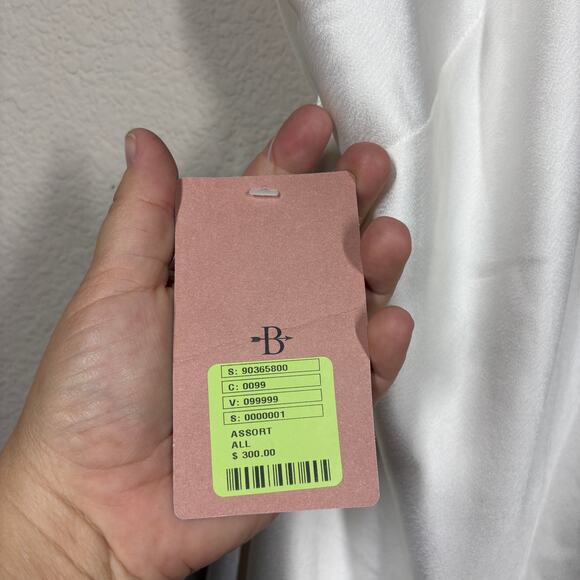 B
S: 90365800
C: 0099
V: 099999
S: 0000001
ASSORT
ALL
$ 300.00